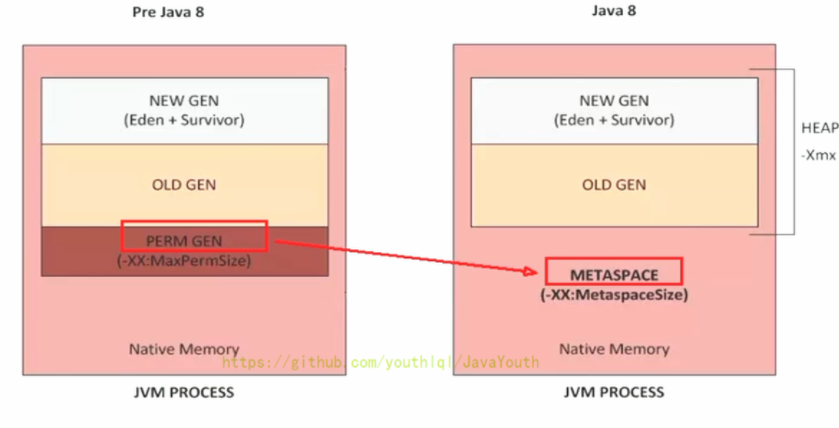 Pre Java 8
NEW GEN
(Eden + Survivor)
OLD GEN
PERM GEN
(-XX:MaxPermSize)
Native Memory
JVM PROCESS
Java 8
NEW GEN
(Eden + Survivor)
OLD GEN
HEAP
-Xmx
METASPACE
(-XX:MetaspaceSize)
Native Memory
JVM PROCESS
https://github.com/youthlql/JavaYouth